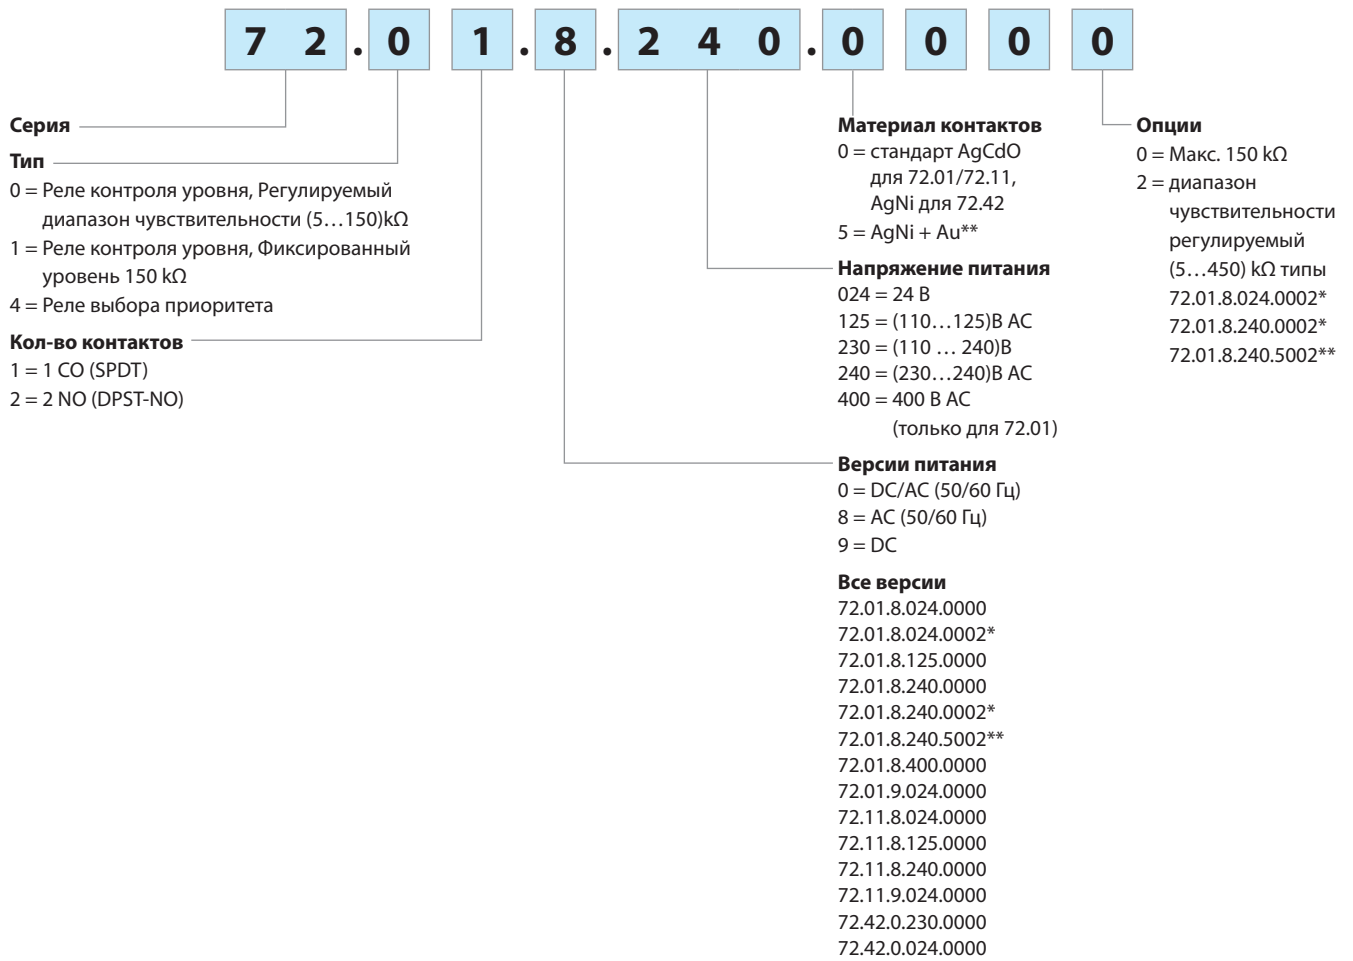 7 2 . 0 1 . 8 . 2 4 0 . 0 0 0 0
Серия
Тип
0 = Реле контроля уровня, Регулируемый
диапазон чувствительности (5…150)kΩ
1 = Реле контроля уровня, Фиксированный
уровень 150 kΩ
4 = Реле выбора приоритета
Кол-во контактов
1 = 1 CO (SPDT)
2 = 2 NO (DPST-NO)
Материал контактов
0 = стандарт AgCdO
для 72.01/72.11,
AgNi для 72.42
5 = AgNi + Au**
Напряжение питания
024 = 24 В
125 = (110…125)В AC
230 = (110 … 240)В
240 = (230…240)В AC
400 = 400 В AC
(только для 72.01)
Версии питания
0 = DC/AC (50/60 Гц)
8 = AC (50/60 Гц)
9 = DC
Все версии
72.01.8.024.0000
72.01.8.024.0002*
72.01.8.125.0000
72.01.8.240.0000
72.01.8.240.0002*
72.01.8.240.5002**
72.01.8.400.0000
72.01.9.024.0000
72.11.8.024.0000
72.11.8.125.0000
72.11.8.240.0000
72.11.9.024.0000
72.42.0.230.0000
72.42.0.024.0000
Опции
0 = Макс. 150 kΩ
2 = диапазон
чувствительности
регулируемый
(5…450) kΩ типы
72.01.8.024.0002*
72.01.8.240.0002*
72.01.8.240.5002**